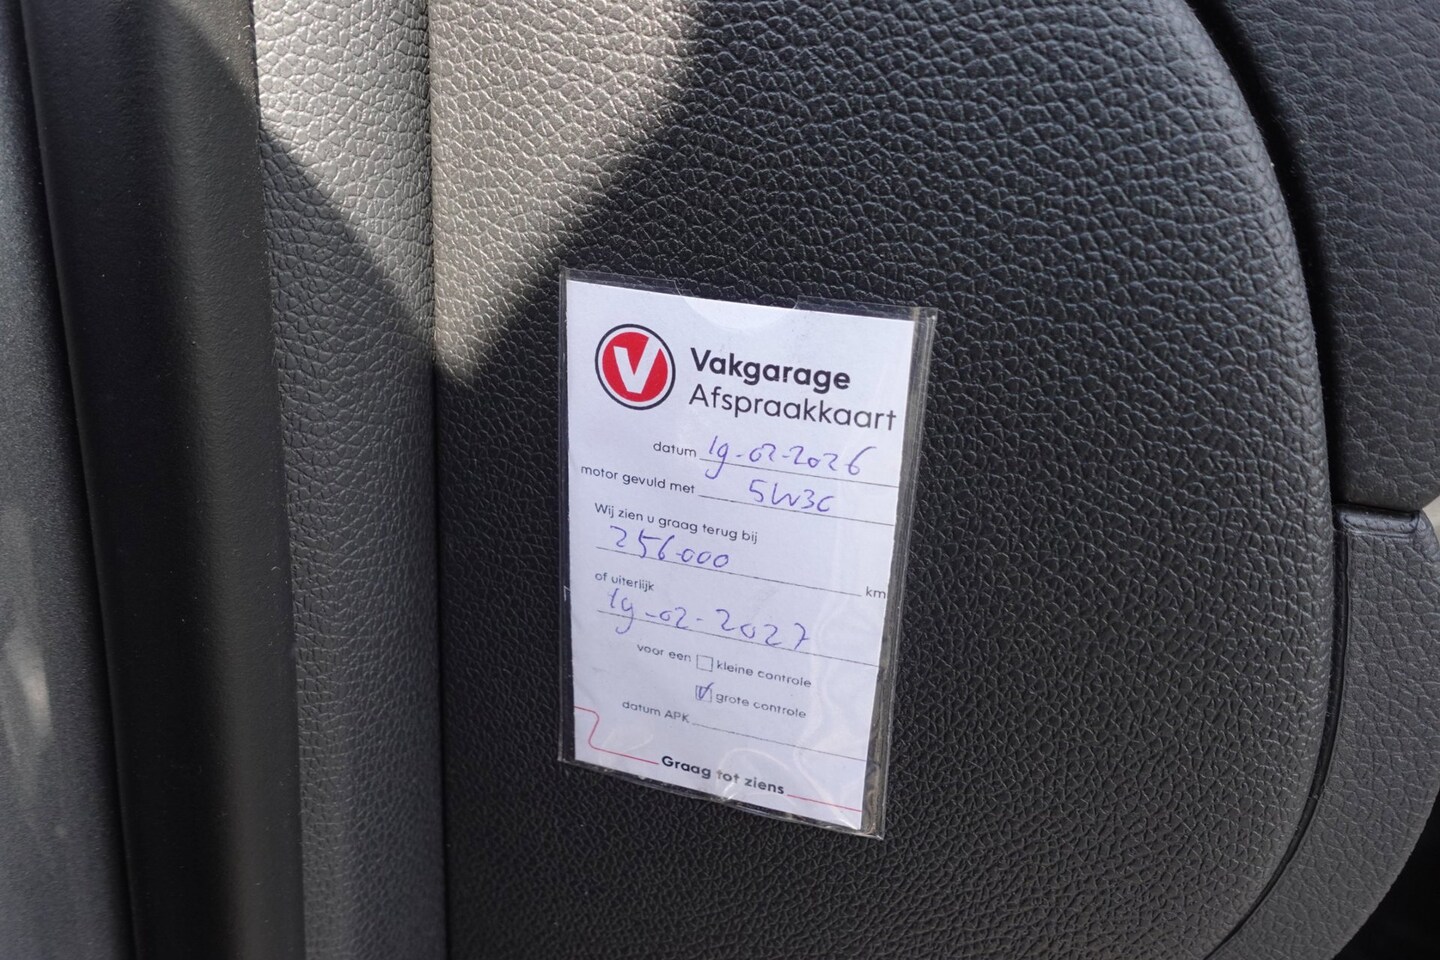 V
Vakgarage
Afspraakkaart
datum 19-02-2026
motor gevuld met 5W30
Wij zien u graag terug bij
256.000 km
of uiterlijk
19-02-2027
voor een kleine controle
grote controle
datum APK
Graag tot ziens